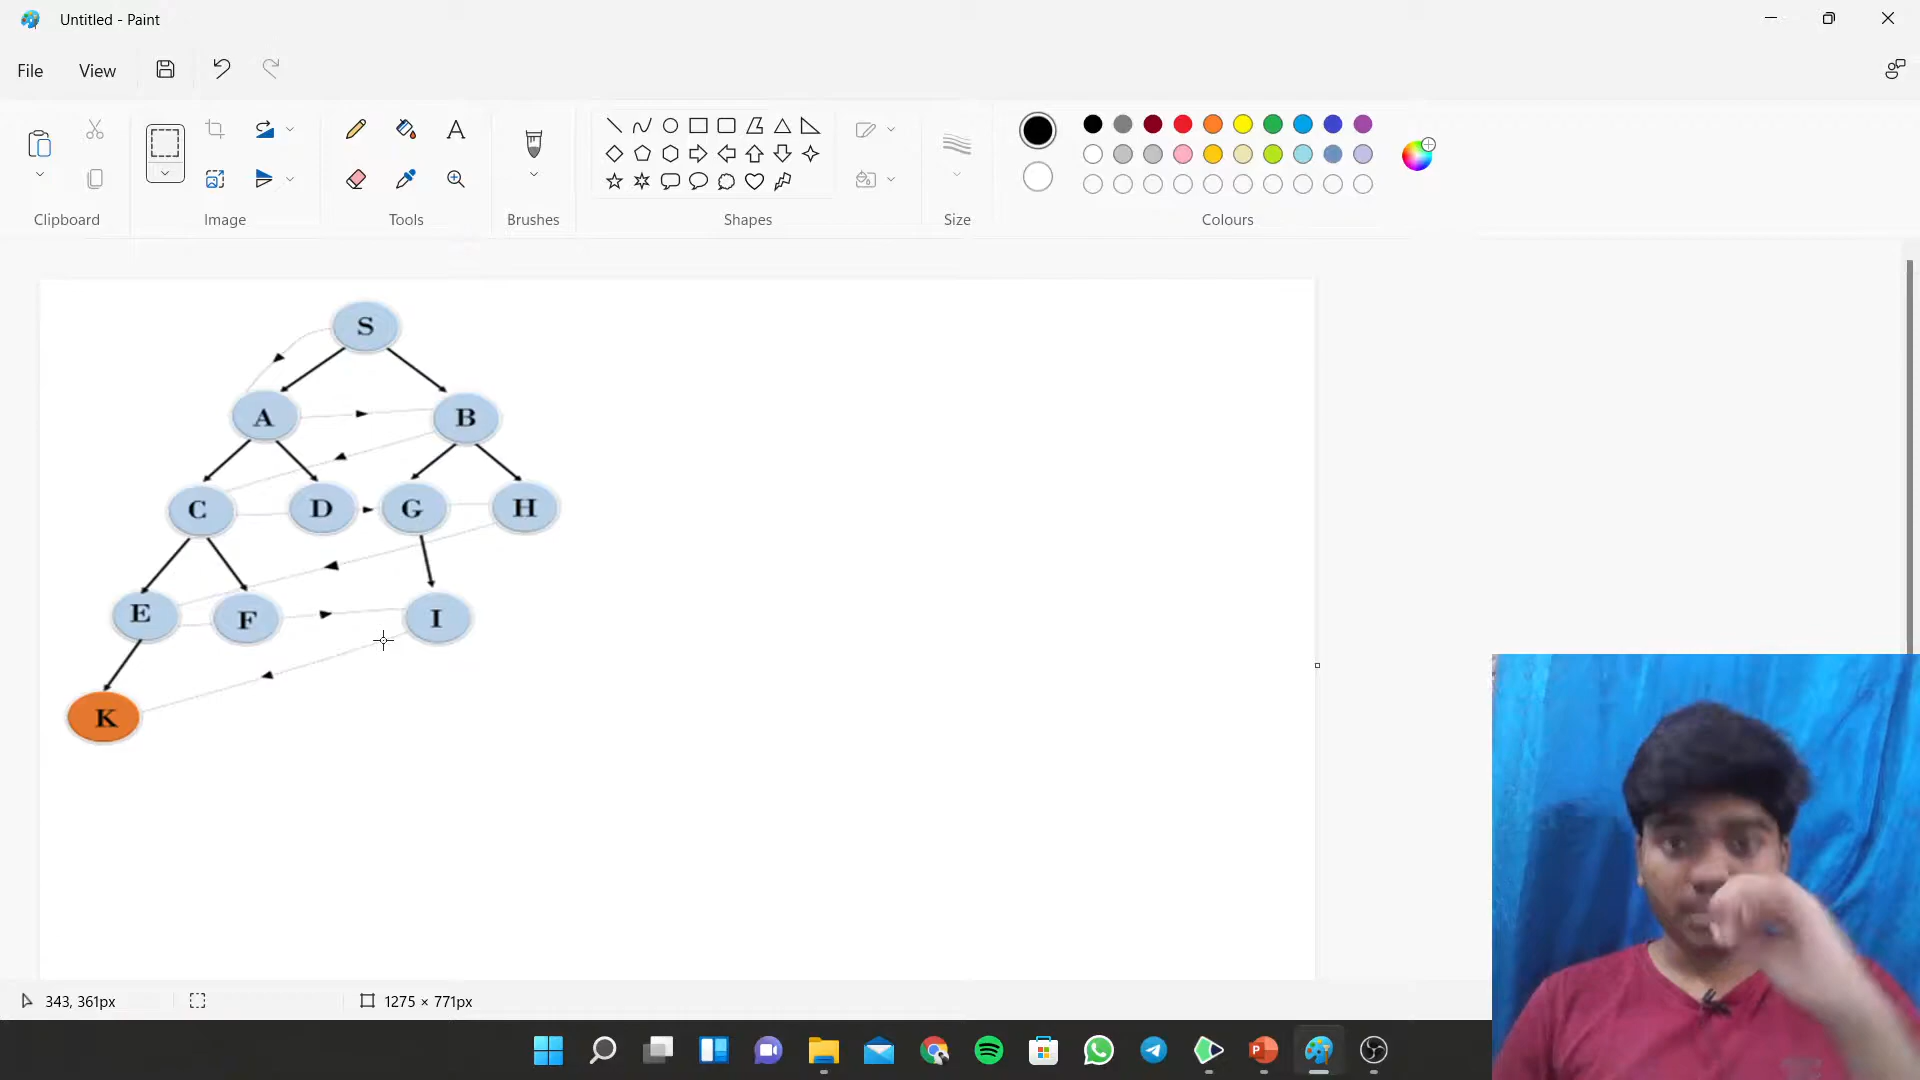 Untitled - Paint
File View
Clipboard Image Tools Brushes Shapes Size Colours
S
A B
C D G H
E F I
K
343, 361px 1275 × 771px